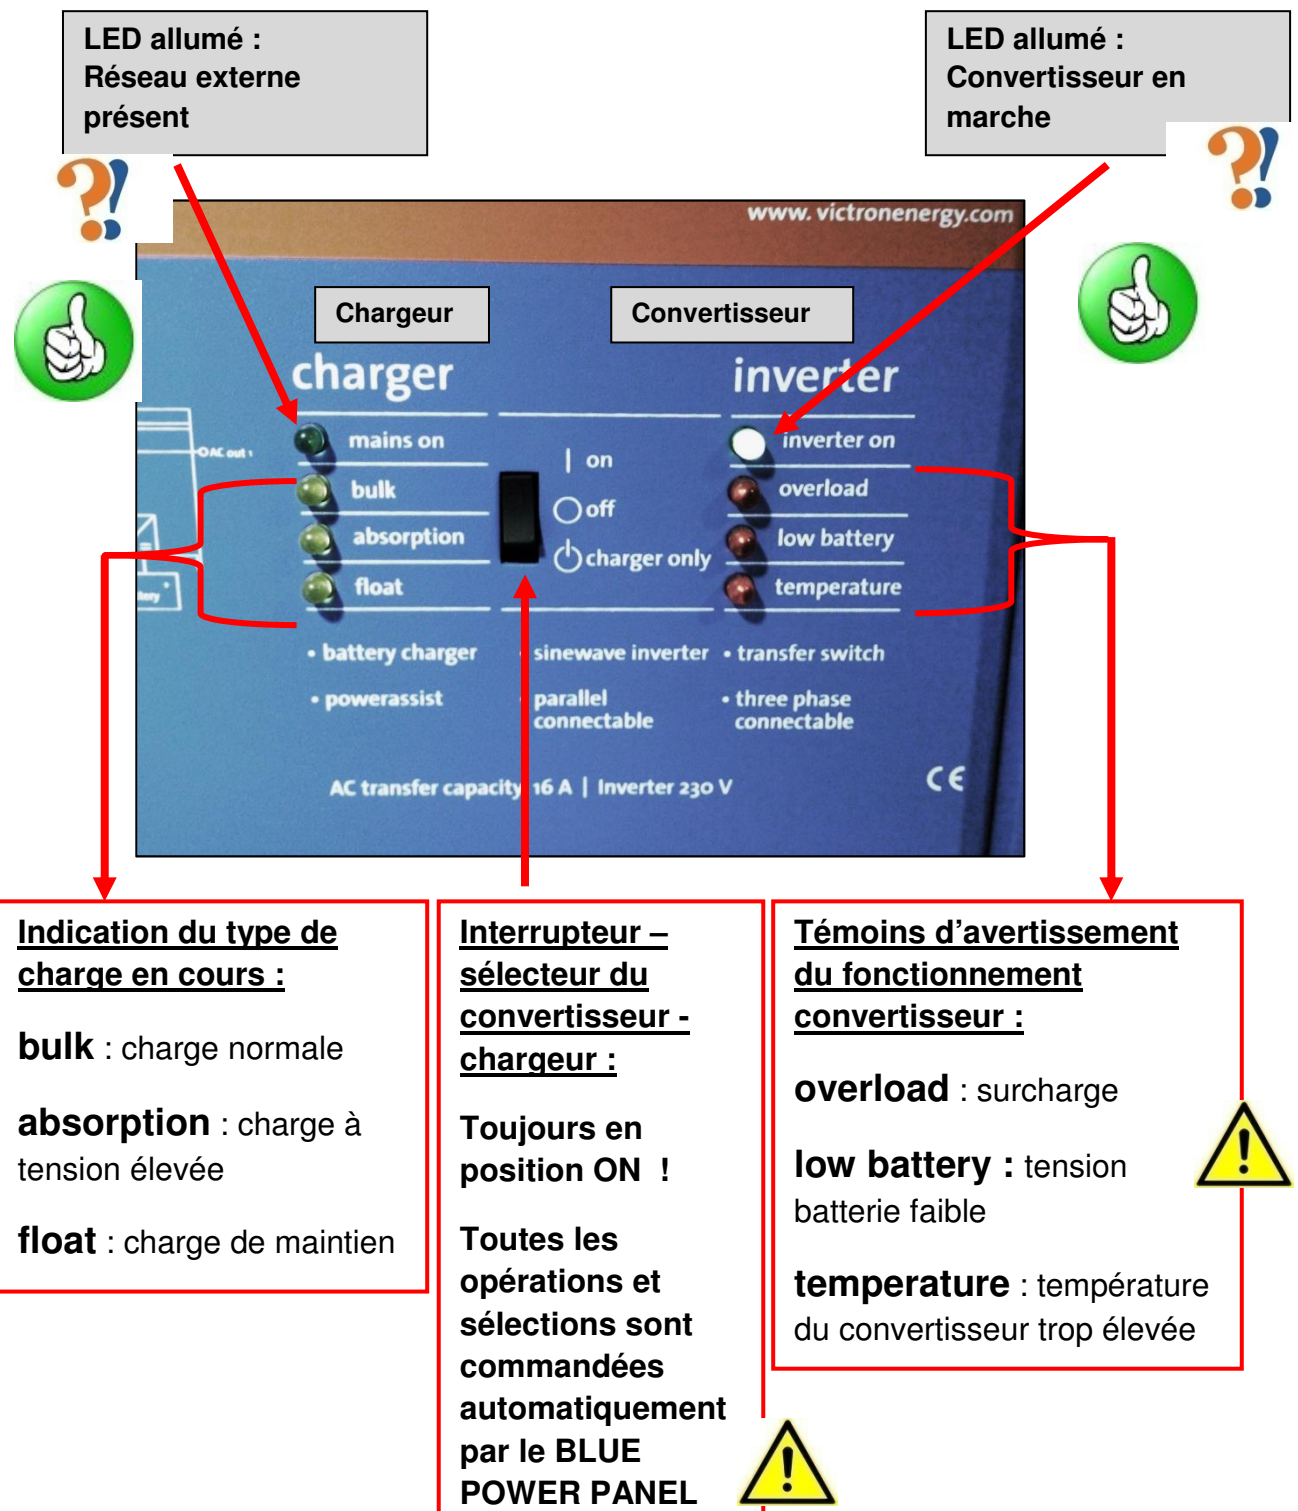 LED allumé :
Réseau externe
présent
LED allumé :
Convertisseur en
marche
www. victronenergy.com
Chargeur
Convertisseur
charger
inverter
AC out 1
mains on
bulk
absorption
float
on
off
charger only
inverter on
overload
low battery
temperature
• battery charger
• sinewave inverter
• transfer switch
• powerassist
• parallel
connectable
• three phase
connectable
AC transfer capacity 16 A | Inverter 230 V
CE
Indication du type de
charge en cours :
bulk : charge normale
absorption : charge à
tension élevée
float : charge de maintien
Interrupteur –
sélecteur du
convertisseur -
chargeur :
Toujours en
position ON !
Toutes les
opérations et
sélections sont
commandées
automatiquement
par le BLUE
POWER PANEL
Témoins d’avertissement
du fonctionnement
convertisseur :
overload : surcharge
low battery : tension
batterie faible
temperature : température
du convertisseur trop élevée